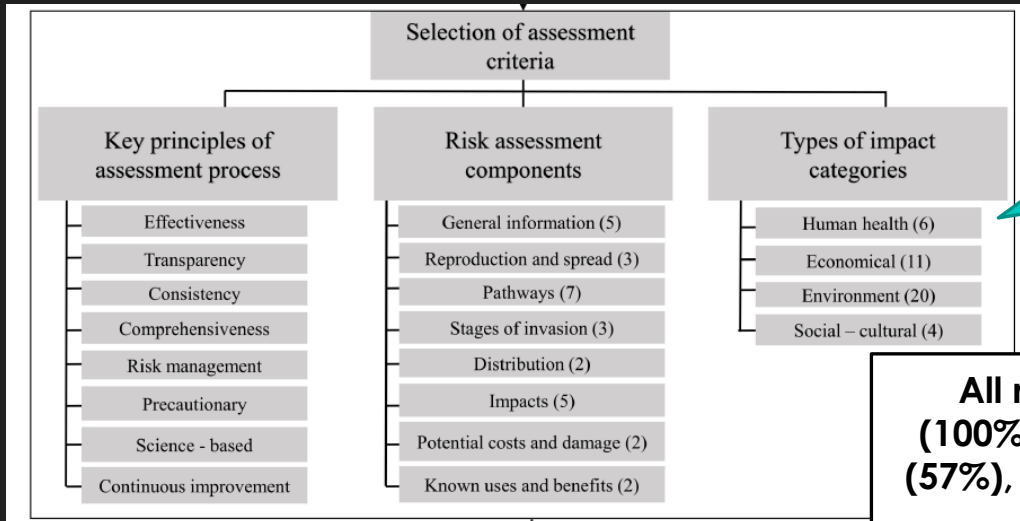 Selection of assessment
criteria
Key principles of
assessment process
Effectiveness
Transparency
Consistency
Comprehensiveness
Risk management
Precautionary
Science - based
Continuous improvement
Risk assessment
components
General information (5)
Reproduction and spread (3)
Pathways (7)
Stages of invasion (3)
Distribution (2)
Impacts (5)
Potential costs and damage (2)
Known uses and benefits (2)
Types of impact
categories
Human health (6)
Economical (11)
Environment (20)
Social – cultural (4)
All
(100%
(57%),